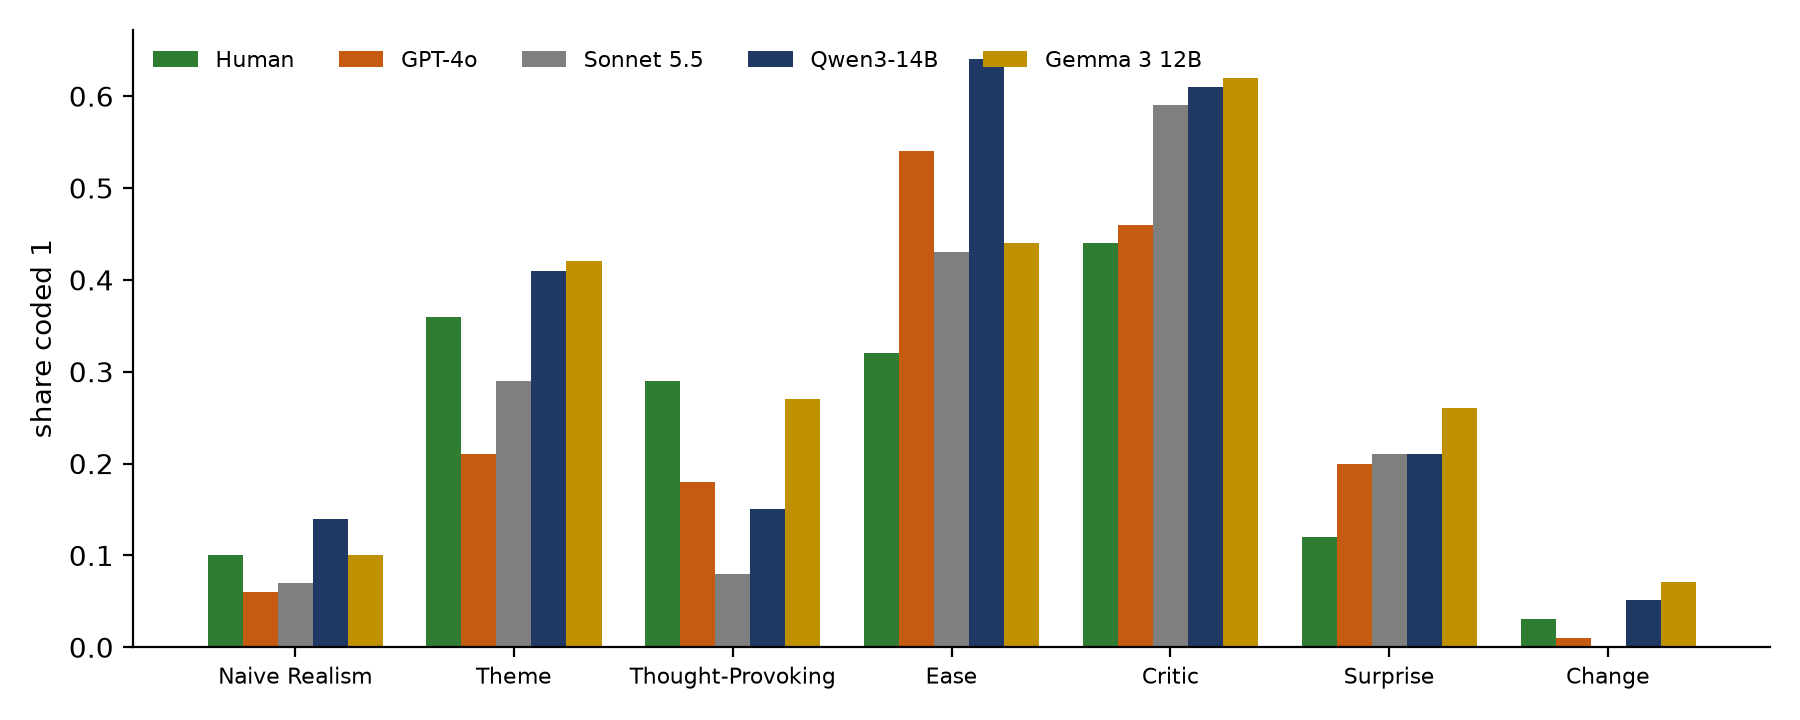 Human GPT-4o Sonnet 5.5 Qwen3-14B Gemma 3 12B
share coded 1
0.6
0.5
0.4
0.3
0.2
0.1
0.0
Naive Realism Theme Thought-Provoking Ease Critic Surprise Change